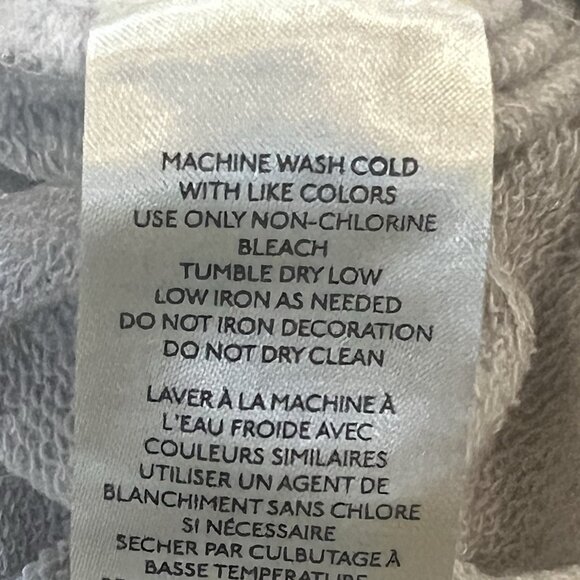 MACHINE WASH COLD
WITH LIKE COLORS
USE ONLY NON-CHLORINE
BLEACH
TUMBLE DRY LOW
LOW IRON AS NEEDED
DO NOT IRON DECORATION
DO NOT DRY CLEAN
LAVER À LA MACHINE À
L'EAU FROIDE AVEC
COULEURS SIMILAIRES
UTILISER UN AGENT DE
BLANCHIMENT SANS CHLORE
SI NÉCESSAIRE
SECHER PAR CULBUTAGE À
BASSE TEMPERATURE